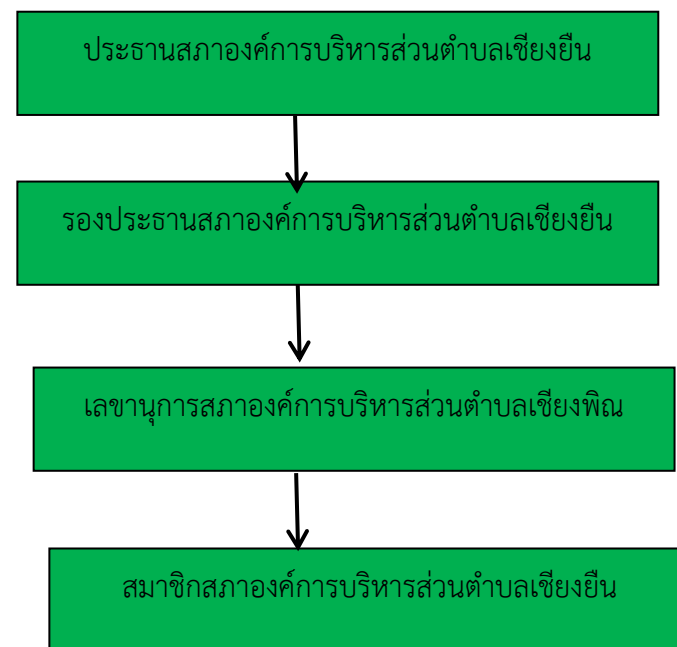 ประธานสภาองค์การบริหารส่วนตำบลเชียงยืน
รองประธานสภาองค์การบริหารส่วนตำบลเชียงยืน
เลขานุการสภาองค์การบริหารส่วนตำบลเชียงพิณ
สมาชิกสภาองค์การบริหารส่วนตำบลเชียงยืน